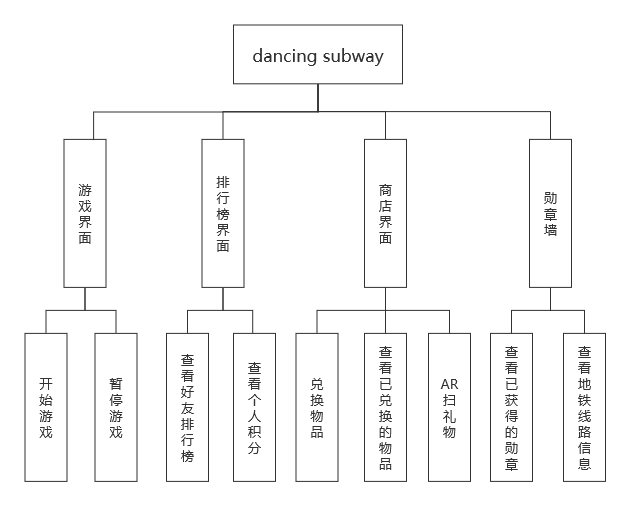 dancing subway
游戏界面
排行榜界面
商店界面
勋章墙
开始游戏
暂停游戏
查看好友排行榜
查看个人积分
兑换物品
查看已兑换的物品
AR扫礼物
查看已获得的勋章
查看地铁线路信息